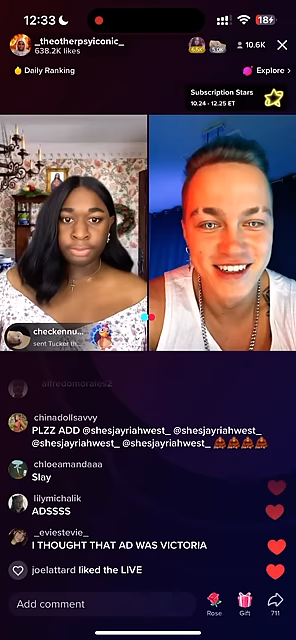 12:33
18
_theotherpsyiconic_
638.2K likes
10.6K
Daily Ranking
Explore >
Subscription Stars
10.24 - 12.25 ET
checkennu...
sent Tucker th...
alfredomorales2
chinadollsavvy
PLZZ ADD @shesjayriahwest_ @shesjayriahwest_
@shesjayriahwest_ @shesjayriahwest_
chloeamandaaa
Slay
lilymichalik
ADSSSS
_eviestevie_
I THOUGHT THAT AD WAS VICTORIA
joelattard liked the LIVE
Add comment
Rose
Gift
711